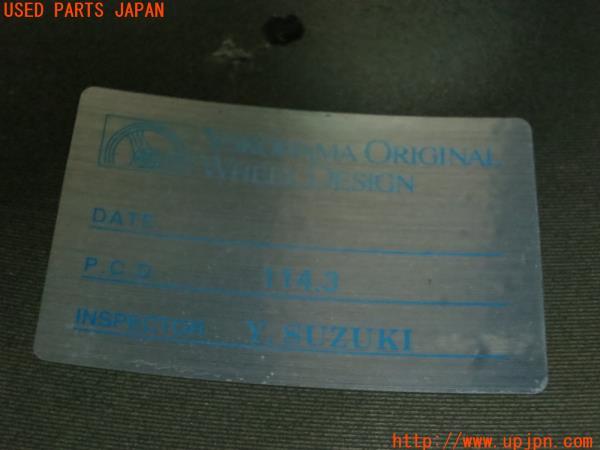 USED PARTS JAPAN
YOKOHAMA ORIGINAL
WHEEL DESIGN
DATE
P.C.D. 114.3
INSPECTOR Y. SUZUKI
http://www.upjpn.com